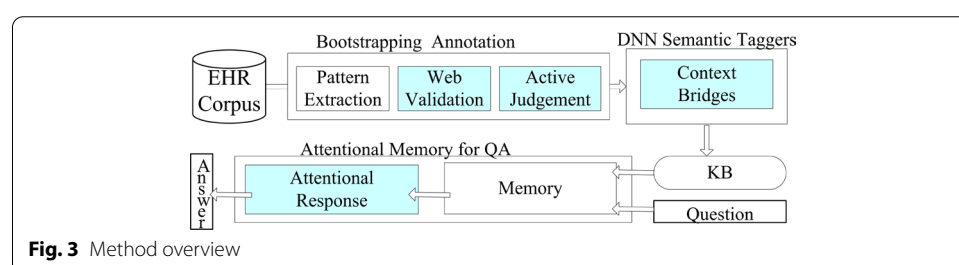 Bootstrapping Annotation
DNN Semantic Taggers
EHR
Corpus
Pattern
Extraction
Web
Validation
Active
Judgement
Context
Bridges
Attentional Memory for QA
Answer
Attentional
Response
Memory
KB
Question
Fig. 3 Method overview